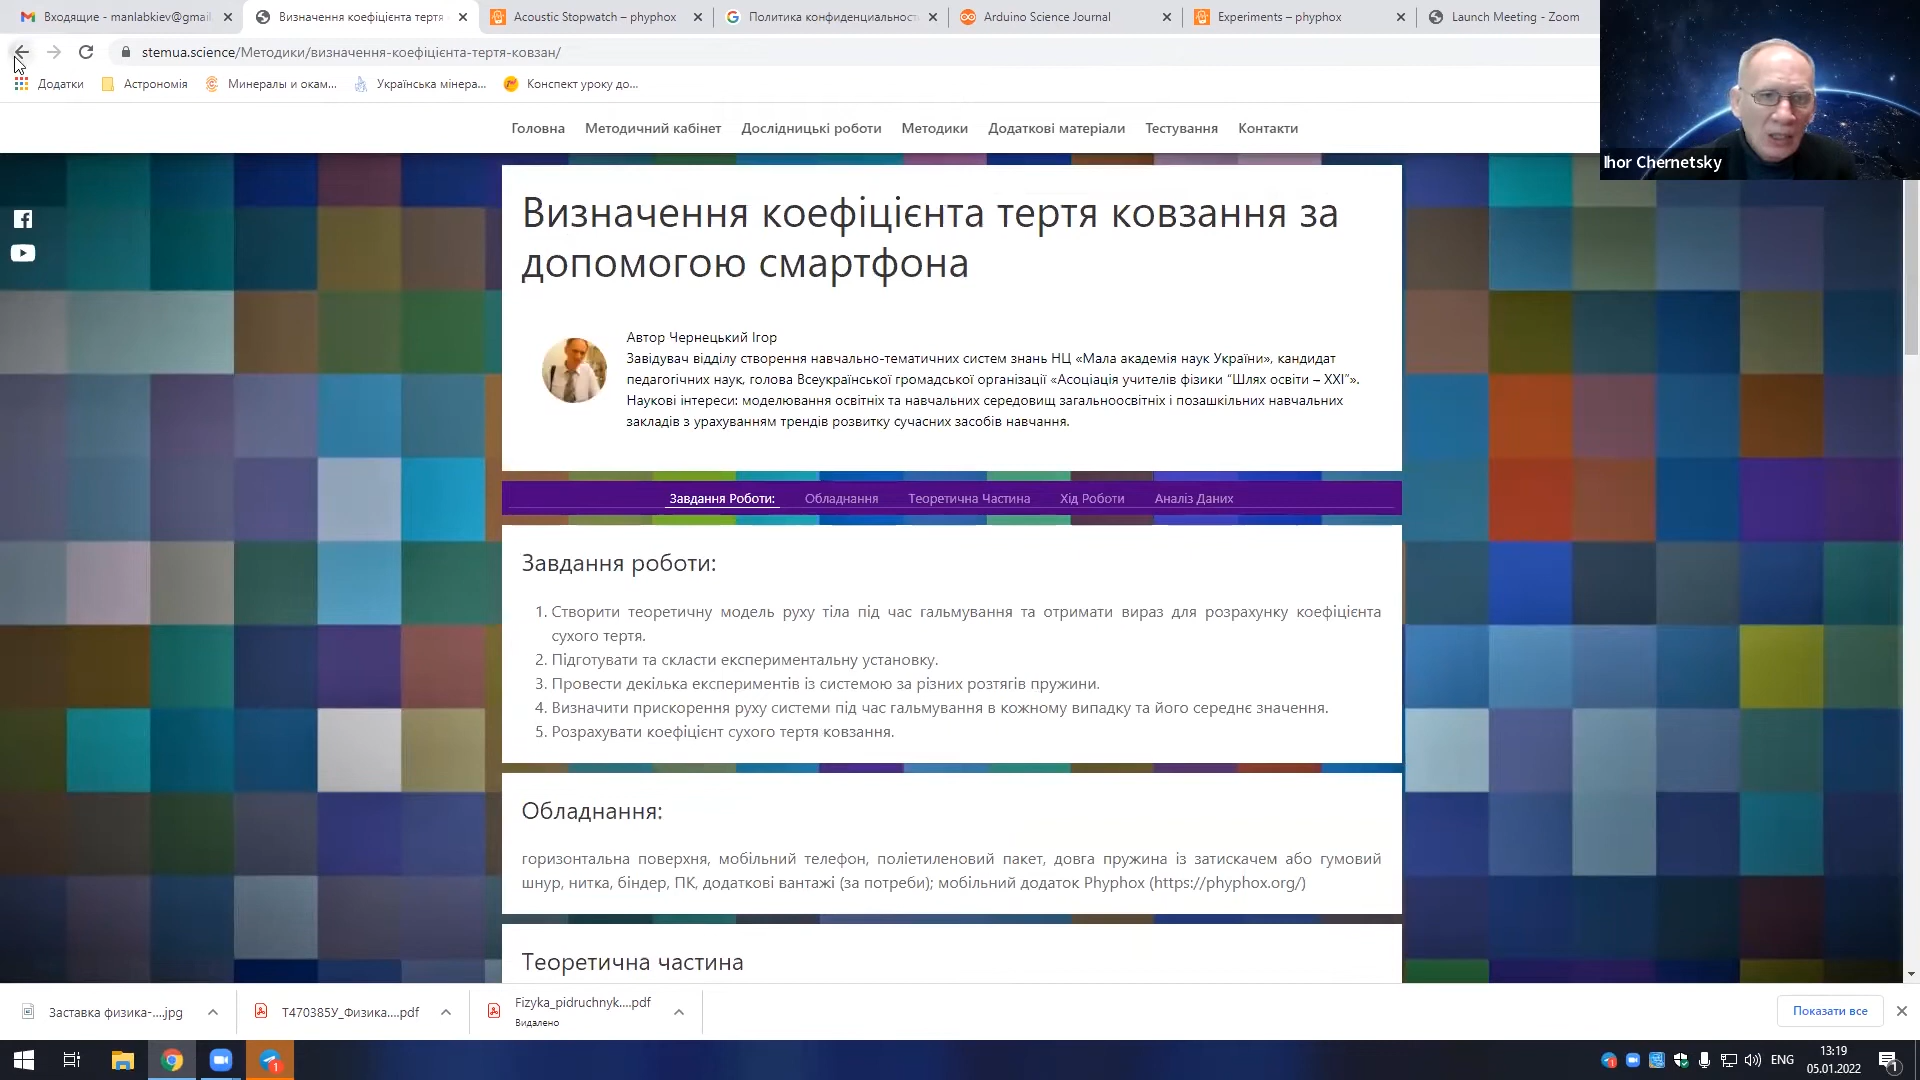 Входящие - manlabkiev@gmail
Визначення коефіцієнта тертя
Acoustic Stopwatch – phyphox
Политика конфиденциальност
Arduino Science Journal
Experiments – phyphox
Launch Meeting - Zoom
stemua.science/Методики/визначення-коефіцієнта-тертя-ковзан/
Додатки
Астрономія
Минералы и окам...
Українська мінера...
Конспект уроку до...
Головна Методичний кабінет Дослідницькі роботи Методики Додаткові матеріали Тестування Контакти
Ihor Chernetsky
Визначення коефіцієнта тертя ковзання за
допомогою смартфона
Автор Чернецький Ігор
Завідувач відділу створення навчально-тематичних систем знань НЦ «Мала академія наук України», кандидат
педагогічних наук, голова Всеукраїнської громадської організації «Асоціація учителів фізики “Шлях освіти – ХХІ”».
Наукові інтереси: моделювання освітніх та навчальних середовищ загальноосвітніх і позашкільних навчальних
закладів з урахуванням трендів розвитку сучасних засобів навчання.
Завдання Роботи: Обладнання Теоретична Частина Хід Роботи Аналіз Даних
Завдання роботи:
1. Створити теоретичну модель руху тіла під час гальмування та отримати вираз для розрахунку коефіцієнта
сухого тертя.
2. Підготувати та скласти експериментальну установку.
3. Провести декілька експериментів із системою за різних розтягів пружини.
4. Визначити прискорення руху системи під час гальмування в кожному випадку та його середнє значення.
5. Розрахувати коефіцієнт сухого тертя ковзання.
Обладнання:
горизонтальна поверхня, мобільний телефон, поліетиленовий пакет, довга пружина із затискачем або гумовий
шнур, нитка, біндер, ПК, додаткові вантажі (за потреби); мобільний додаток Phyphox (https://phyphox.org/)
Теоретична частина
Заставка физика-....jpg
Т470385У_Физика....pdf
Fizyka_pidruchnyk....pdf
Видалено
Показати все
ENG
13:19
05.01.2022